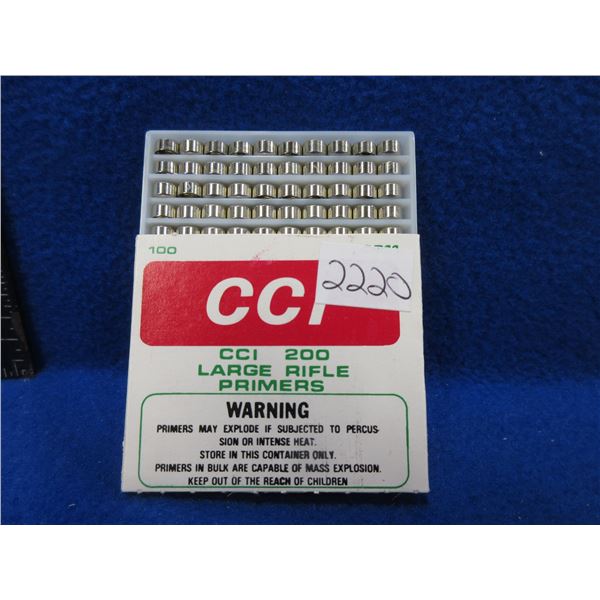 100
CCI
2220
CCI 200
LARGE RIFLE
PRIMERS
WARNING
PRIMERS MAY EXPLODE IF SUBJECTED TO PERCUS-
SION OR INTENSE HEAT.
STORE IN THIS CONTAINER ONLY.
PRIMERS IN BULK ARE CAPABLE OF MASS EXPLOSION.
KEEP OUT OF THE REACH OF CHILDREN